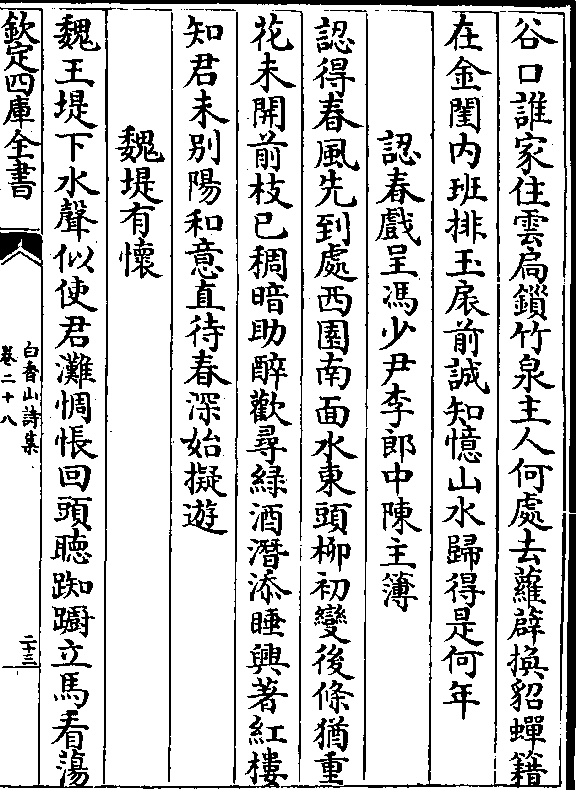 谷口誰家住雲扃鎖竹泉主人何處去蘿薜換貂蟬籍
在金閨內班排玉扆前誠知憶山水歸得是何年
認春戲呈馮少尹李郎中陳主簿
認得春風先到處西園南面水東頭柳初變後條猶重
花未開前枝已稠暗助醉歡尋綠酒潛添睡興著紅樓
知君未別陽和意直待春深始擬遊
魏堤有懷
魏王堤下水聲似使君灘惆悵回頭聴踟躕立馬看蕩
欽定四庫全書
白香山詩集
卷二十八
二十三